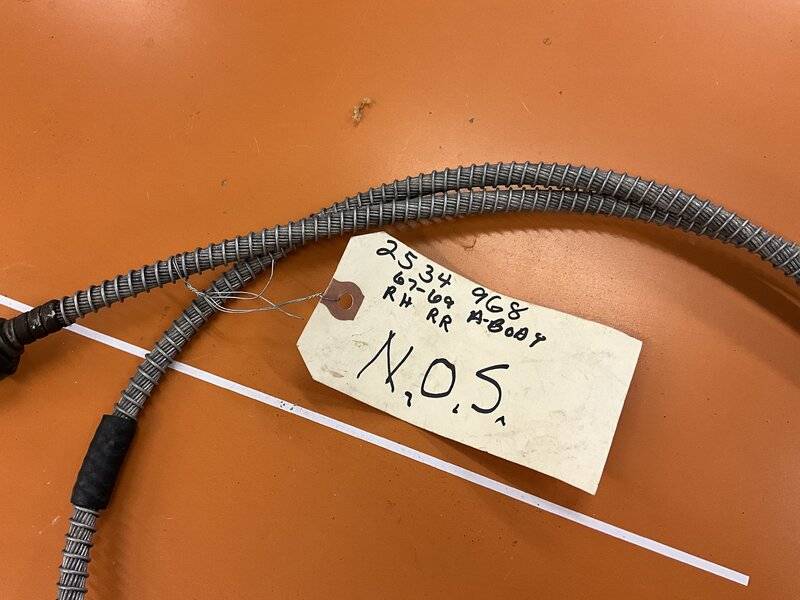 2534 968
67-69 A-BODY
RH RR
N.O.S.